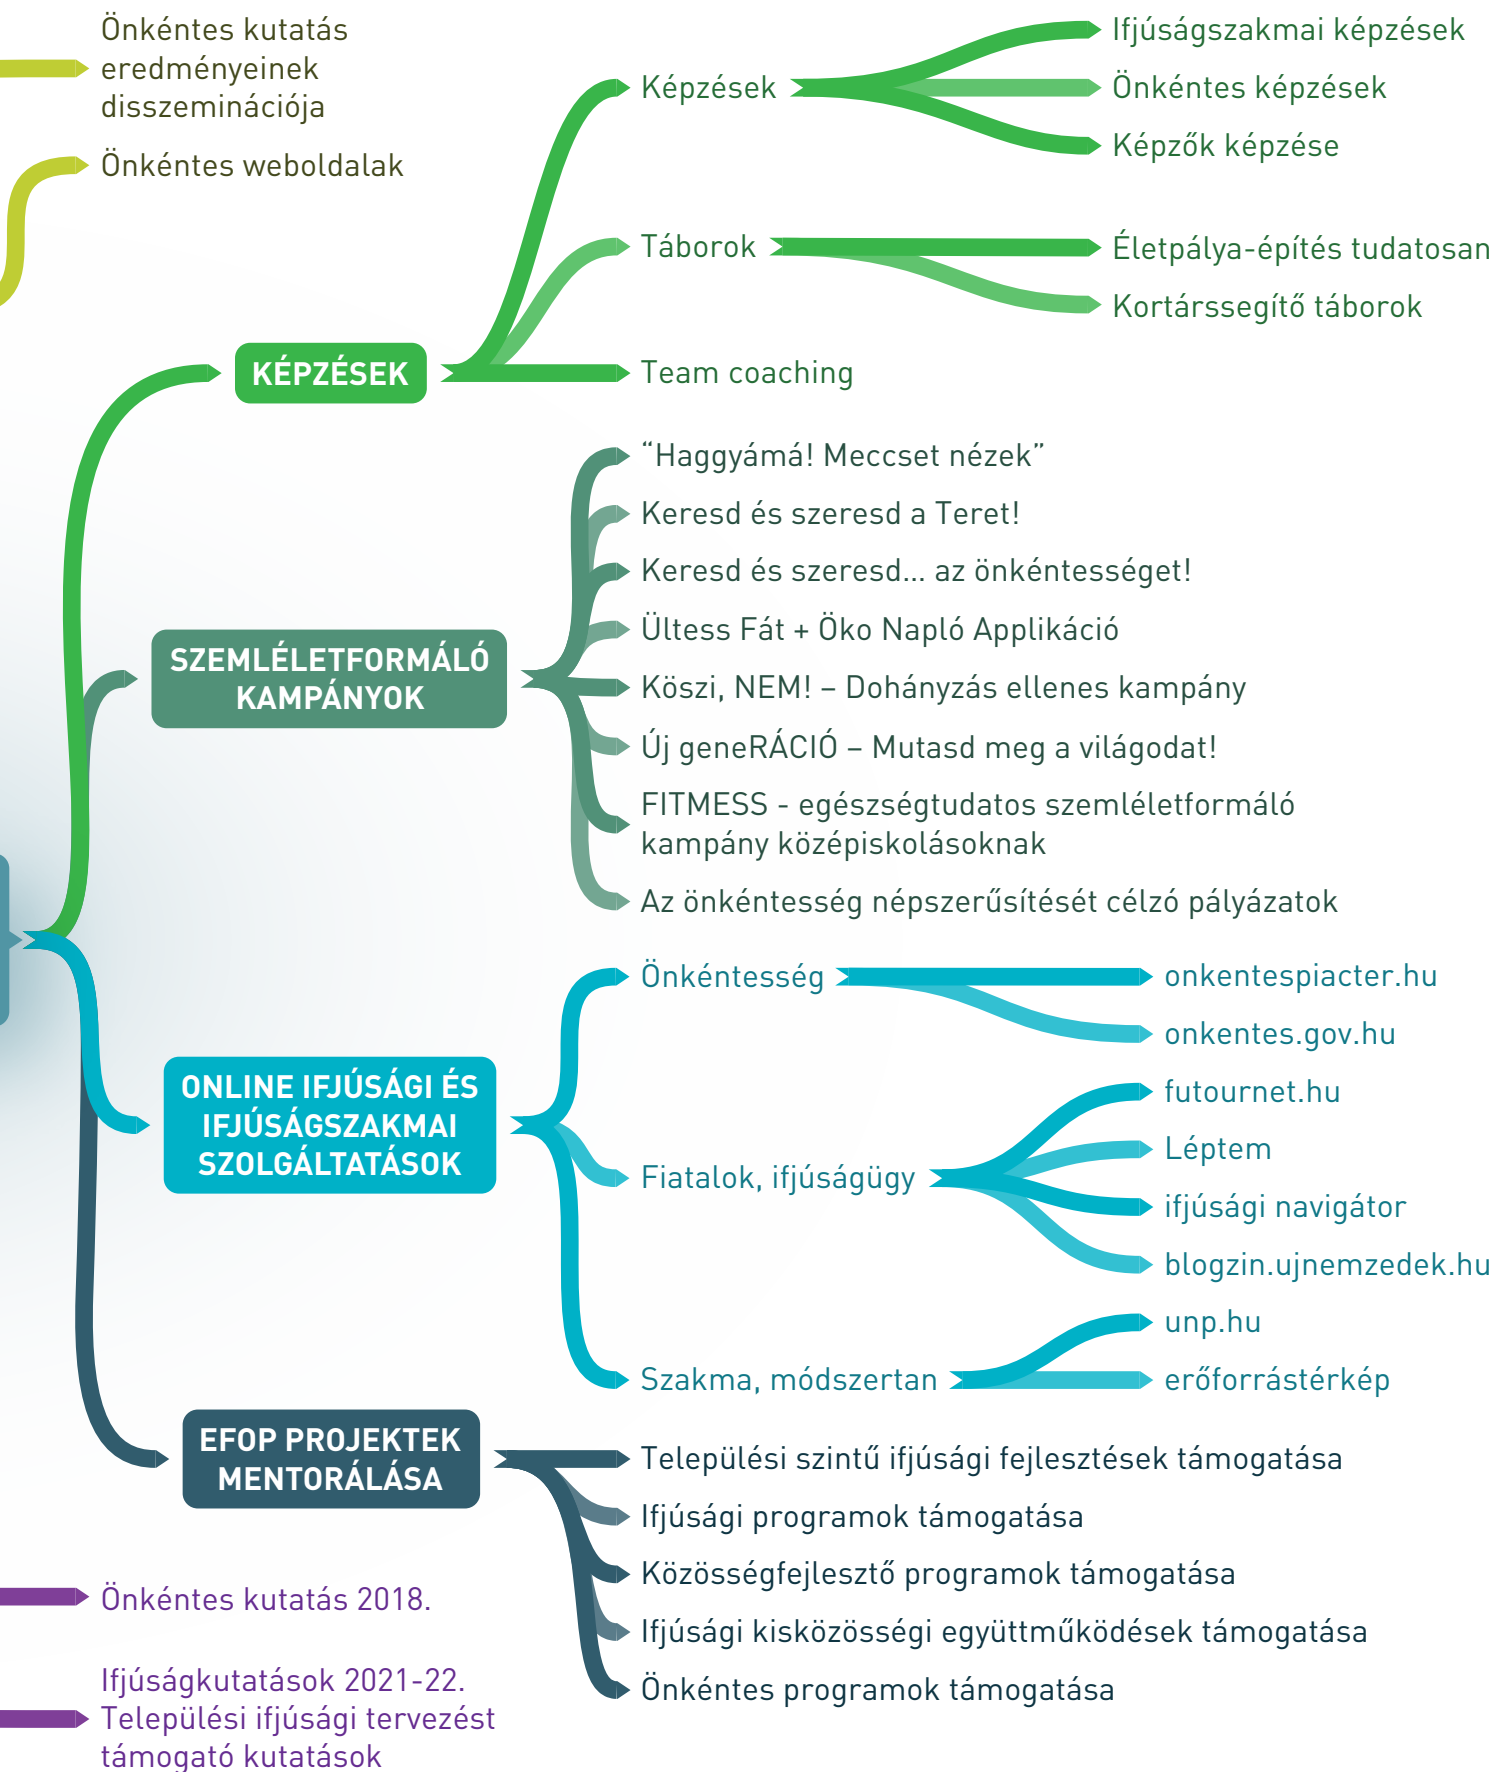 Önkéntes kutatás
eredményeinek
disszeminációja
Önkéntes weboldalak
KÉPZÉSEK
Képzések
Ifjúságszakmai képzések
Önkéntes képzések
Képzők képzése
Táborok
Életpálya-építés tudatosan
Kortárssegítő táborok
Team coaching
SZEMLÉLETFORMÁLÓ
KAMPÁNYOK
“Haggyámá! Meccset nézek”
Keresd és szeresd a Teret!
Keresd és szeresd... az önkéntességet!
Ültess Fát + Öko Napló Applikáció
Köszi, NEM! – Dohányzás ellenes kampány
Új geneRÁCIÓ – Mutasd meg a világodat!
FITMESS - egészségtudatos szemléletformáló
kampány középiskolásoknak
Az önkéntesség népszerűsítését célzó pályázatok
ONLINE IFJÚSÁGI ÉS
IFJÚSÁGSZAKMAI
SZOLGÁLTATÁSOK
Önkéntesség
onkentespiacter.hu
onkentes.gov.hu
Fiatalok, ifjúságügy
futournet.hu
Léptem
ifjúsági navigátor
blogzin.ujnemzedek.hu
Szakma, módszertan
unp.hu
erőforrástérkép
EFOP PROJEKTEK
MENTORÁLÁSA
Települési szintű ifjúsági fejlesztések támogatása
Ifjúsági programok támogatása
Közösségfejlesztő programok támogatása
Ifjúsági kisközösségi együttműködések támogatása
Önkéntes programok támogatása
Önkéntes kutatás 2018.
Ifjúságkutatások 2021-22.
Települési ifjúsági tervezést
támogató kutatások